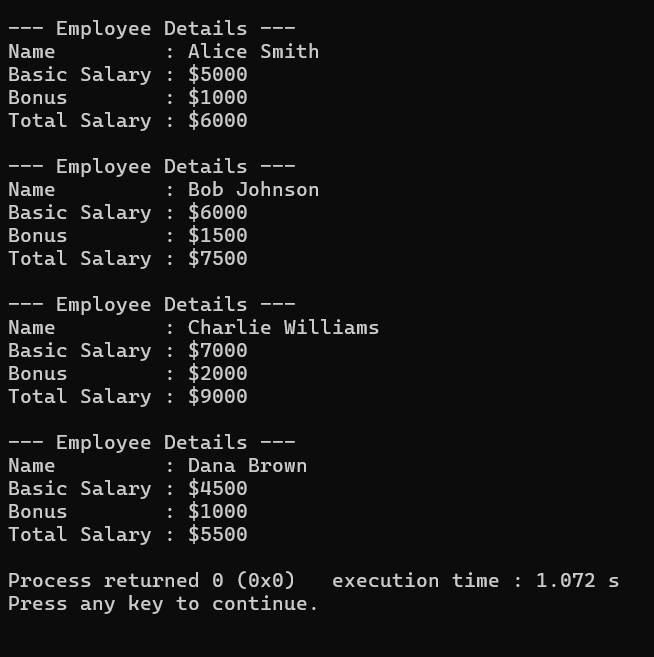 --- Employee Details ---
Name         : Alice Smith
Basic Salary : $5000
Bonus        : $1000
Total Salary : $6000

--- Employee Details ---
Name         : Bob Johnson
Basic Salary : $6000
Bonus        : $1500
Total Salary : $7500

--- Employee Details ---
Name         : Charlie Williams
Basic Salary : $7000
Bonus        : $2000
Total Salary : $9000

--- Employee Details ---
Name         : Dana Brown
Basic Salary : $4500
Bonus        : $1000
Total Salary : $5500

Process returned 0 (0x0)   execution time : 1.072 s
Press any key to continue.